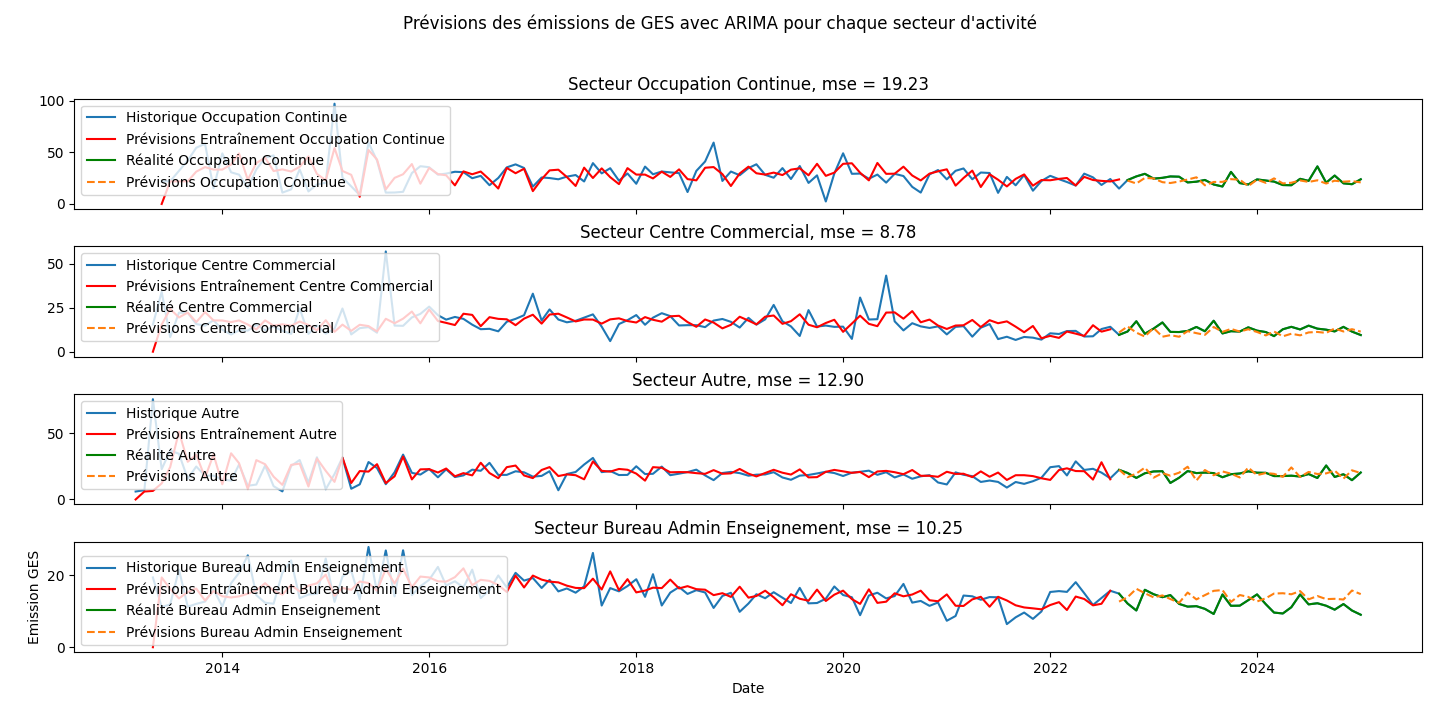 Prévisions des émissions de GES avec ARIMA pour chaque secteur d'activité
Secteur Occupation Continue, mse = 19.23
100
50
0
Historique Occupation Continue
Prévisions Entraînement Occupation Continue
Réalité Occupation Continue
Prévisions Occupation Continue
Secteur Centre Commercial, mse = 8.78
50
25
0
Historique Centre Commercial
Prévisions Entraînement Centre Commercial
Réalité Centre Commercial
Prévisions Centre Commercial
Secteur Autre, mse = 12.90
50
0
Historique Autre
Prévisions Entraînement Autre
Réalité Autre
Prévisions Autre
Secteur Bureau Admin Enseignement, mse = 10.25
Emission GES
20
0
Historique Bureau Admin Enseignement
Prévisions Entraînement Bureau Admin Enseignement
Réalité Bureau Admin Enseignement
Prévisions Bureau Admin Enseignement
2014 2016 2018 2020 2022 2024
Date